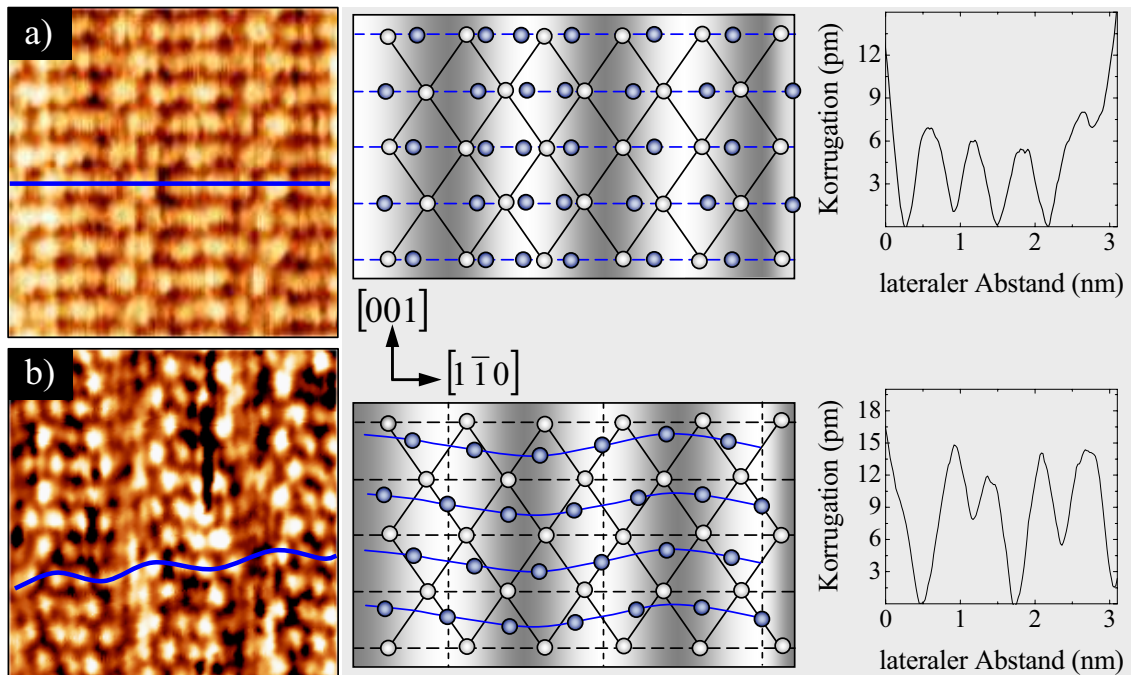 a)
Korrugation (pm)
12
9
6
3
0 1 2 3
lateraler Abstand (nm)
[001]
[1 1̅ 0]
b)
Korrugation (pm)
18
15
12
9
6
3
0 1 2 3
lateraler Abstand (nm)